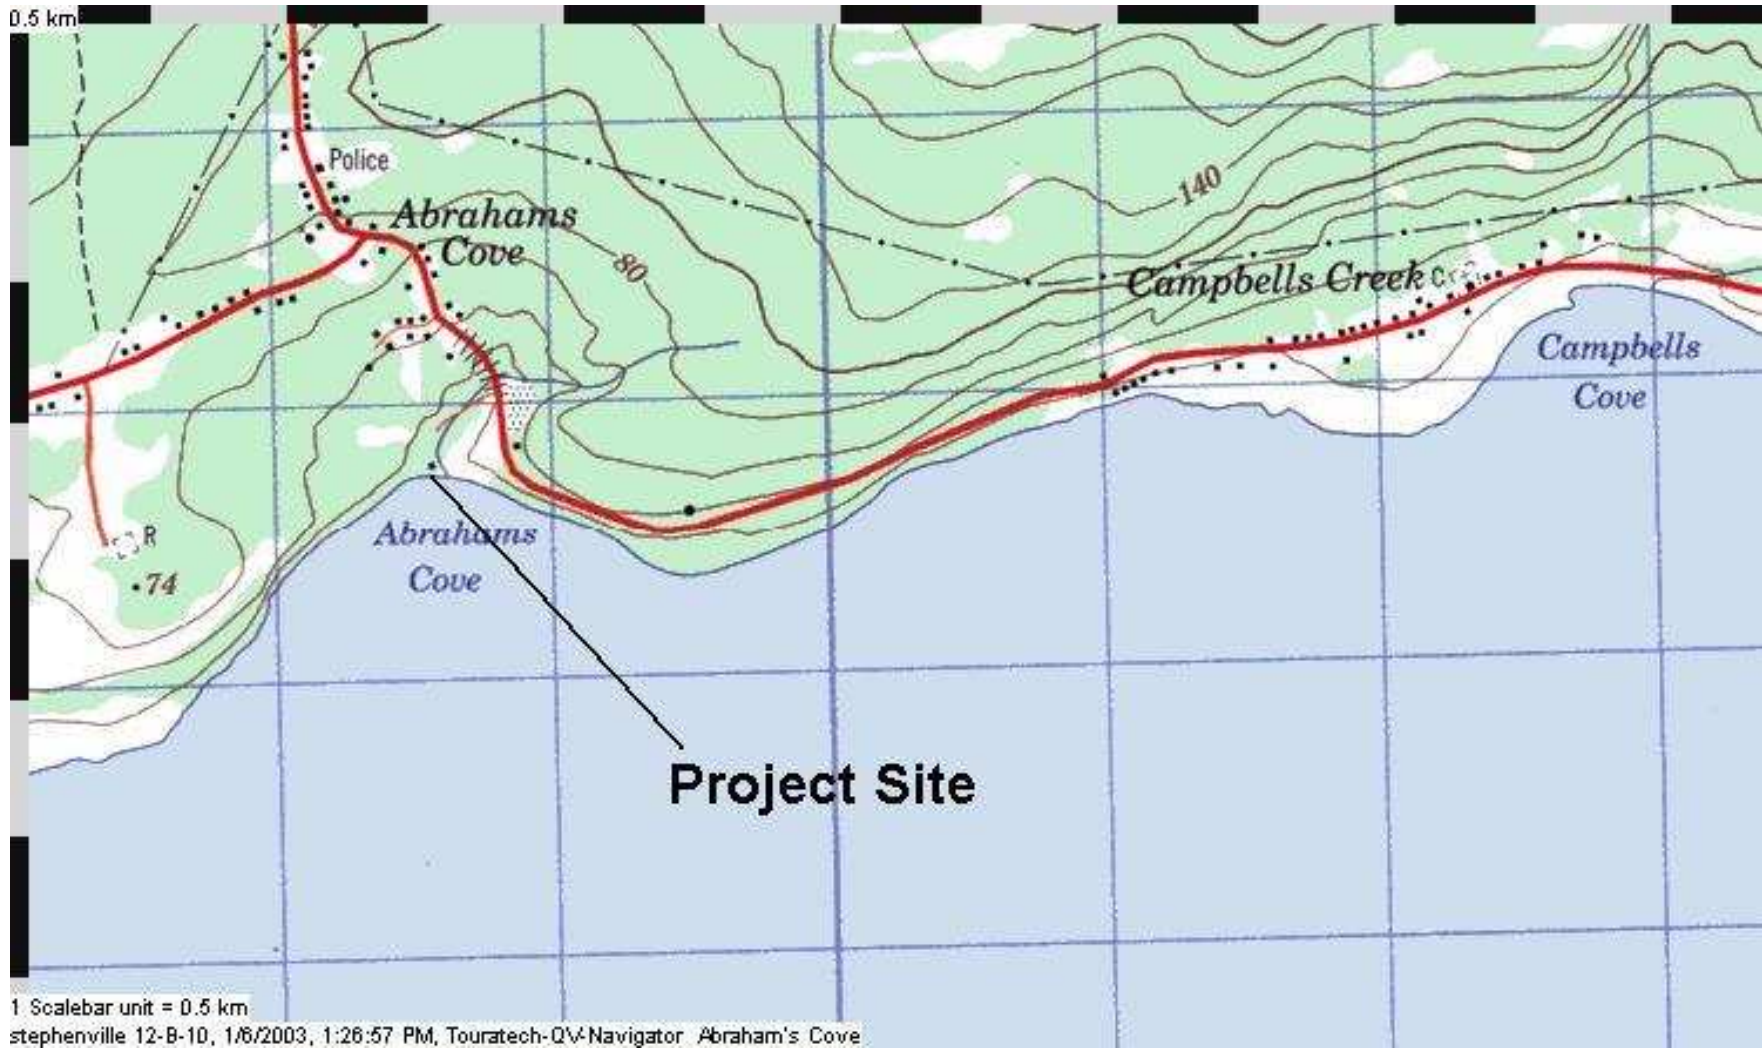 0.5 km
Police
Abrahams
Cove
80
140
Campbells Creek
Campbells
Cove
R
74
Abrahams
Cove
Project Site
1 Scalebar unit = 0.5 km
stephenville 12-B-10, 1/6/2003, 1:26:57 PM, Touratech-QV-Navigator Abraham's Cove